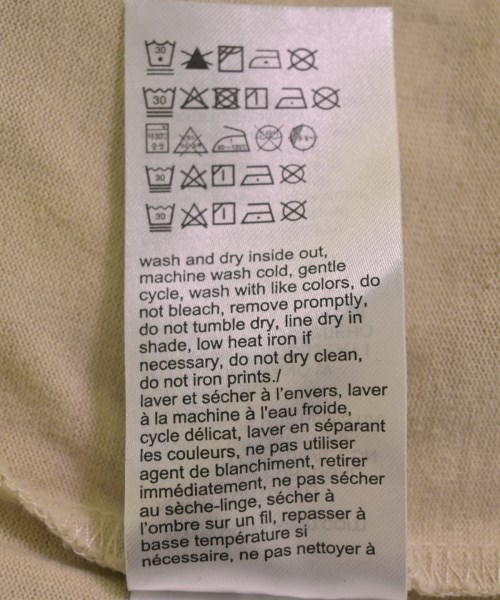 30
30
30
30
wash and dry inside out,
machine wash cold, gentle
cycle, wash with like colors, do
not bleach, remove promptly,
do not tumble dry, line dry in
shade, low heat iron if
necessary, do not dry clean,
do not iron prints./
laver et sécher à l'envers, laver
à la machine à l'eau froide,
cycle délicat, laver en séparant
les couleurs, ne pas utiliser
agent de blanchiment, retirer
immédiatement, ne pas sécher
au sèche-linge, sécher à
l'ombre sur un fil, repasser à
basse température si
nécessaire, ne pas nettoyer à